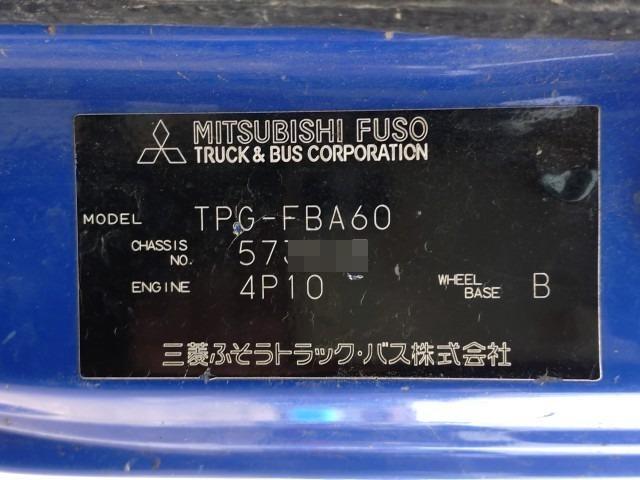 MITSUBISHI FUSO
TRUCK & BUS CORPORATION
MODEL TPG-FBA60
CHASSIS NO. 57
ENGINE 4P10 WHEEL BASE B
三菱ふそうトラック・バス株式会社